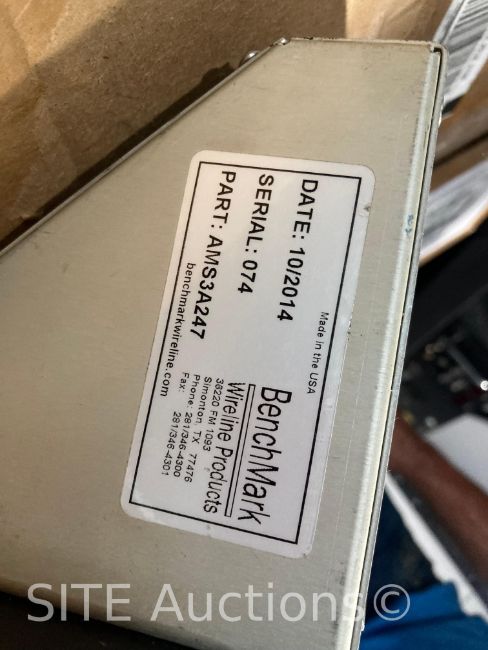 DATE: 10/2014
SERIAL: 074
PART: AMS3A247
benchmarkwireline.com
Made in the USA
BenchMark
Wireline Products
36220 FM 1093
Simonton, TX 77476
Phone: 281/346-4300
Fax: 281/346-4301
SITE Auctions©